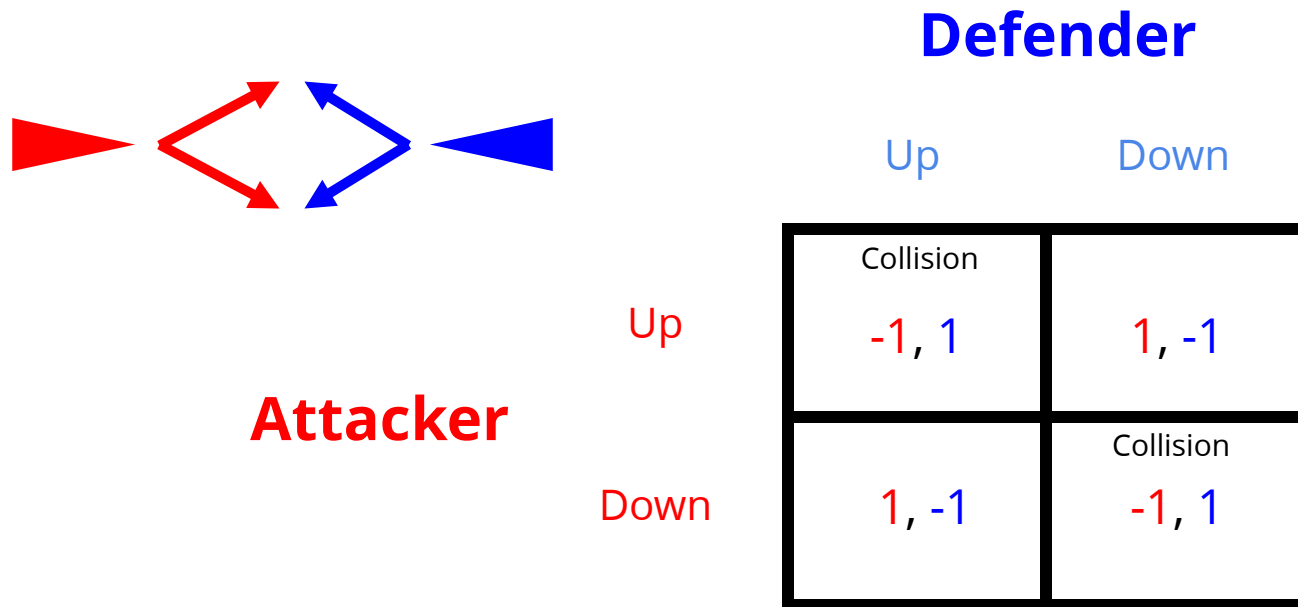 Defender
Up Down
Collision
Up
-1, 1 1, -1
Attacker
Collision
Down
1, -1 -1, 1